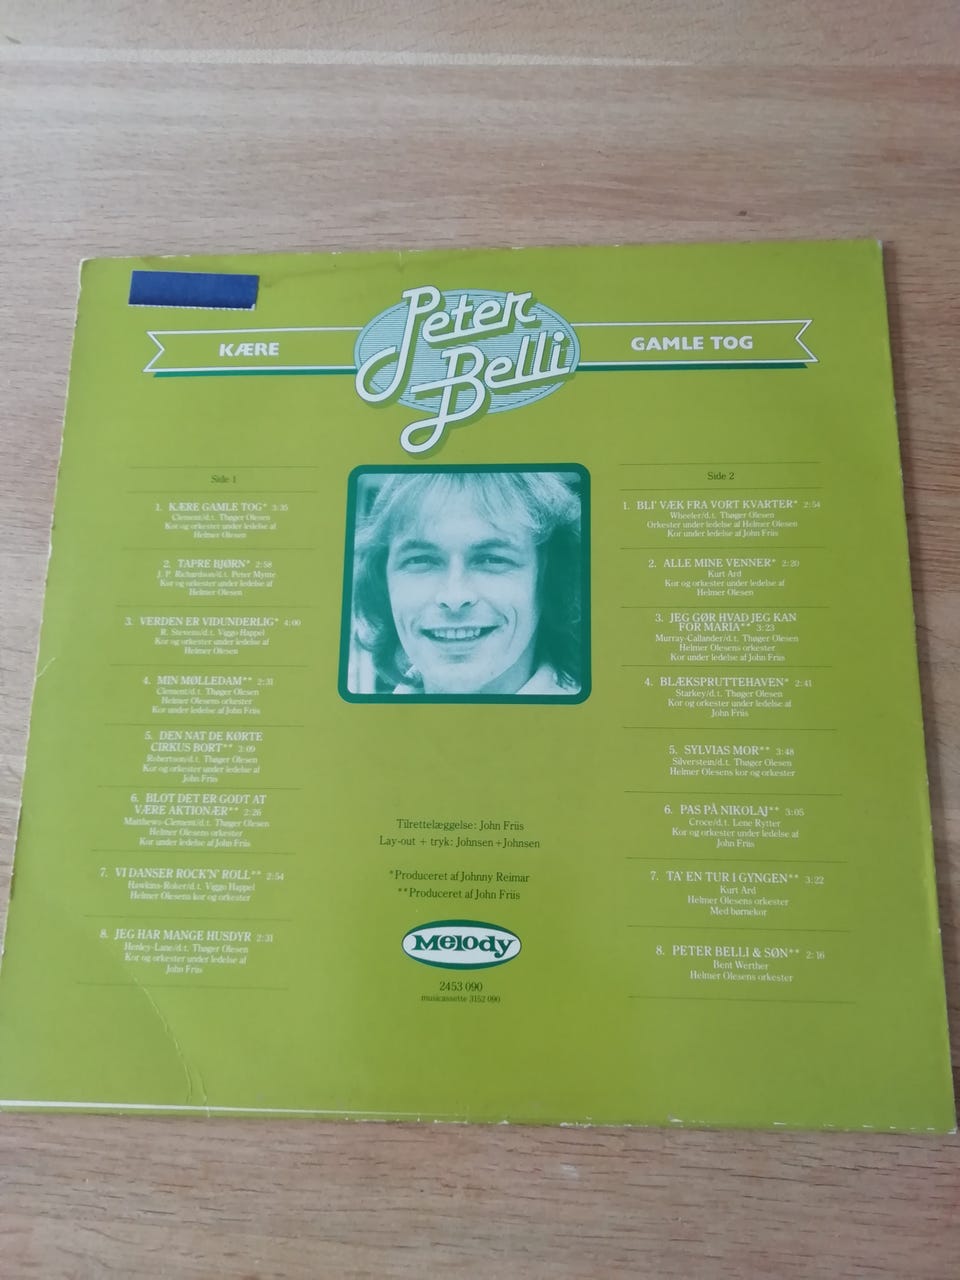 Peter
Belli
KÆRE
GAMLE TOG
Side 1
1. KÆRE GAMLE TOG* 3:35
Clement/d.t. Thøger Olesen
Kor og orkester under ledelse af
Helmer Olesen
2. TAPRE BJØRN* 2:58
J. P. Richardson/d.t. Peter Mynte
Kor og orkester under ledelse af
Helmer Olesen
3. VERDEN ER VIDUNDERLIG* 4:00
R. Stevens/d.t. Viggo Happel
Kor og orkester under ledelse af
Helmer Olesen
4. MIN MØLLEDAM** 2:31
Clement/d.t. Thøger Olesen
Helmer Olesens orkester
Kor under ledelse af John Friis
5. DEN NAT DE KØRTE
CIRKUS BORT** 3:09
Robertson/d.t. Thøger Olesen
Kor og orkester under ledelse af
John Friis
6. BLOT DET ER GODT AT
VÆRE AKTIONÆR** 2:26
Matthews-Clement/d.t. Thøger Olesen
Helmer Olesens orkester
Kor under ledelse af John Friis
7. VI DANSER ROCK'N' ROLL** 2:54
Hawkins-Roker/d.t. Viggo Happel
Helmer Olesens kor og orkester
8. JEG HAR MANGE HUSDYR 2:31
Henley-Lane/d.t. Thøger Olesen
Kor og orkester under ledelse af
John Friis
Tilrettelæggelse: John Friis
Lay-out + tryk: Johnsen + Johnsen
*Produceret af Johnny Reimar
**Produceret af John Friis
Melody
2453 090
musicassette 3152 090
Side 2
1. BLI' VÆK FRA VORT KVARTER* 2:54
Wheeler/d.t. Thøger Olesen
Orkester under ledelse af Helmer Olesen
Kor under ledelse af John Friis
2. ALLE MINE VENNER* 2:20
Kurt Ard
Kor og orkester under ledelse af
Helmer Olesen
3. JEG GØR HVAD JEG KAN
FOR MARIA** 3:23
Murray-Callander/d.t. Thøger Olesen
Helmer Olesens orkester
Kor under ledelse af John Friis
4. BLÆKSPRUTTEHAVEN* 2:41
Starkey/d.t. Thøger Olesen
Kor og orkester under ledelse af
John Friis
5. SYLVIAS MOR** 3:48
Silverstein/d.t. Thøger Olesen
Helmer Olesens kor og orkester
6. PAS PÅ NIKOLAJ** 3:05
Croce/d.t. Lene Rytter
Kor og orkester under ledelse af
John Friis
7. TA' EN TUR I GYNGEN** 3:22
Kurt Ard
Helmer Olesens orkester
Med børnekor
8. PETER BELLI & SØN** 2:16
Bent Werther
Helmer Olesens orkester